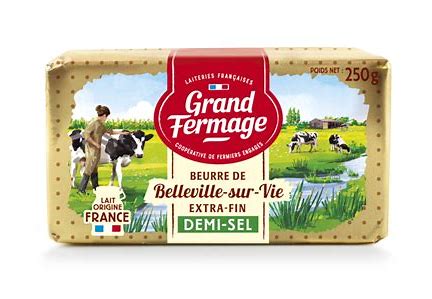 LAITERIES FRANÇAISES
Grand
Fermage
COOPÉRATIVE DE FERMIERS ENGAGÉS
POIDS NET : 250g
BEURRE DE
Belleville-sur-Vie
EXTRA-FIN
DEMI-SEL
LAIT
ORIGINE
FRANCE